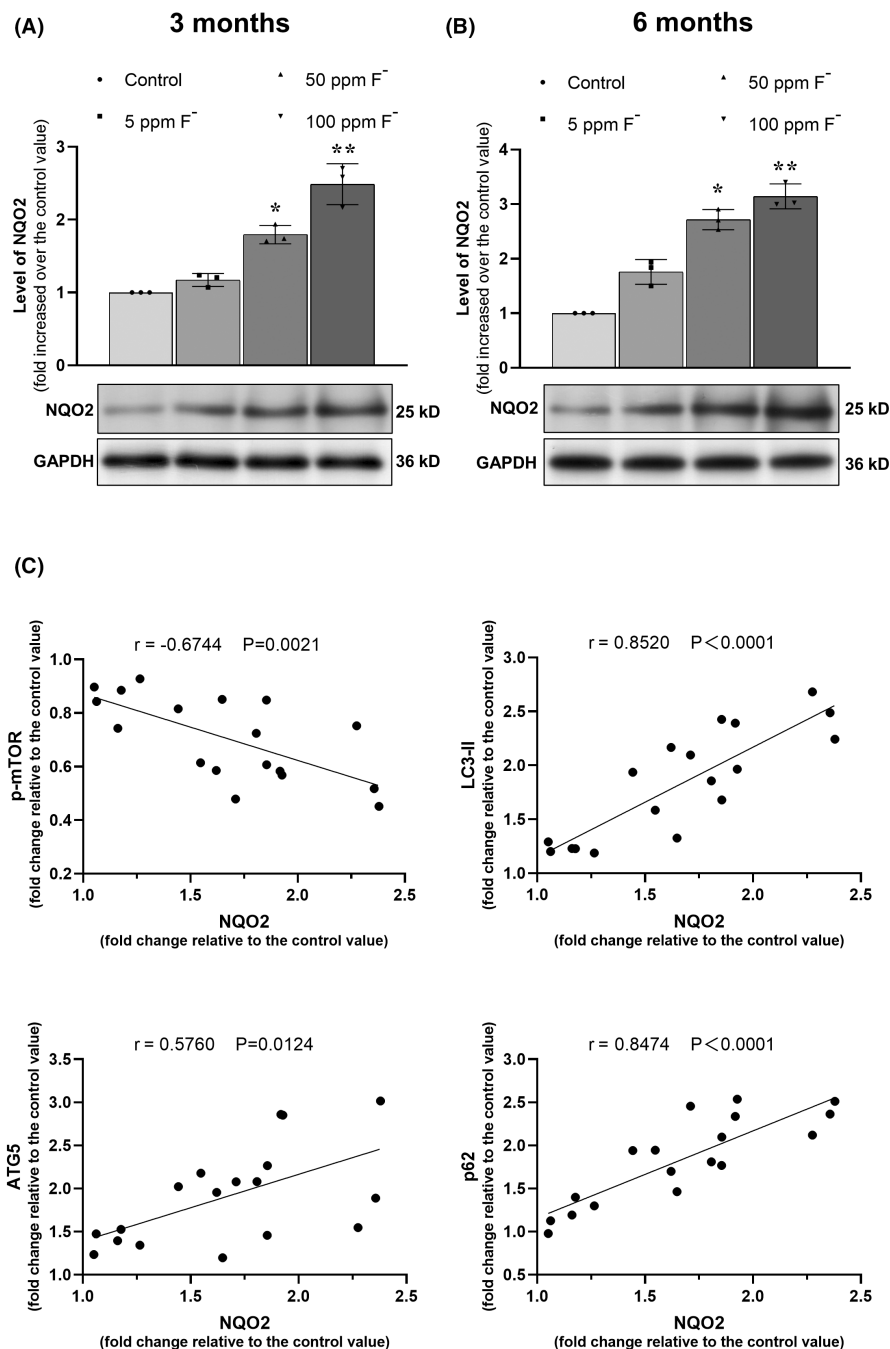 (A) 3 months
Control
50 ppm F⁻
5 ppm F⁻
100 ppm F⁻
Level of NQO2
(fold increased over the control value)
3
2
1
0
*
**
NQO2
25 kD
GAPDH
36 kD
(B) 6 months
Control
50 ppm F⁻
5 ppm F⁻
100 ppm F⁻
Level of NQO2
(fold increased over the control value)
4
3
2
1
0
*
**
NQO2
25 kD
GAPDH
36 kD
(C)
r = -0.6744 P=0.0021
p-mTOR
(fold change relative to the control value)
1.0
0.8
0.6
0.4
0.2
1.0 1.5 2.0 2.5
NQO2
(fold change relative to the control value)
r = 0.8520 P<0.0001
LC3-II
(fold change relative to the control value)
3.0
2.5
2.0
1.5
1.0
1.0 1.5 2.0 2.5
NQO2
(fold change relative to the control value)
r = 0.5760 P=0.0124
ATG5
(fold change relative to the control value)
3.5
3.0
2.5
2.0
1.5
1.0
1.0 1.5 2.0 2.5
NQO2
(fold change relative to the control value)
r = 0.8474 P<0.0001
p62
(fold change relative to the control value)
3.0
2.5
2.0
1.5
1.0
0.5
1.0 1.5 2.0 2.5
NQO2
(fold change relative to the control value)